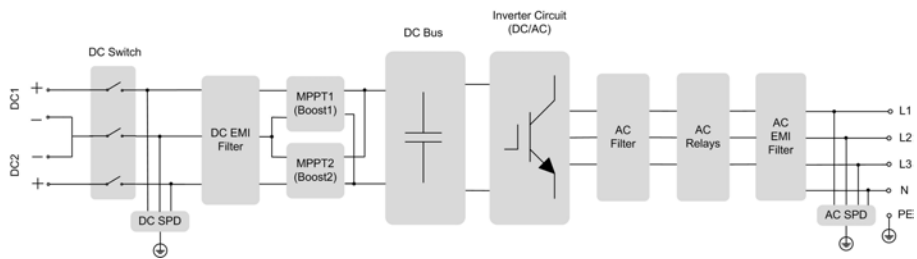 DC Switch
DC Bus
Inverter Circuit
(DC/AC)
DC1
+
−
DC2
−
+
DC EMI
Filter
MPPT1
(Boost1)
MPPT2
(Boost2)
DC SPD
AC
Filter
AC
Relays
AC
EMI
Filter
L1
L2
L3
N
AC SPD
PE